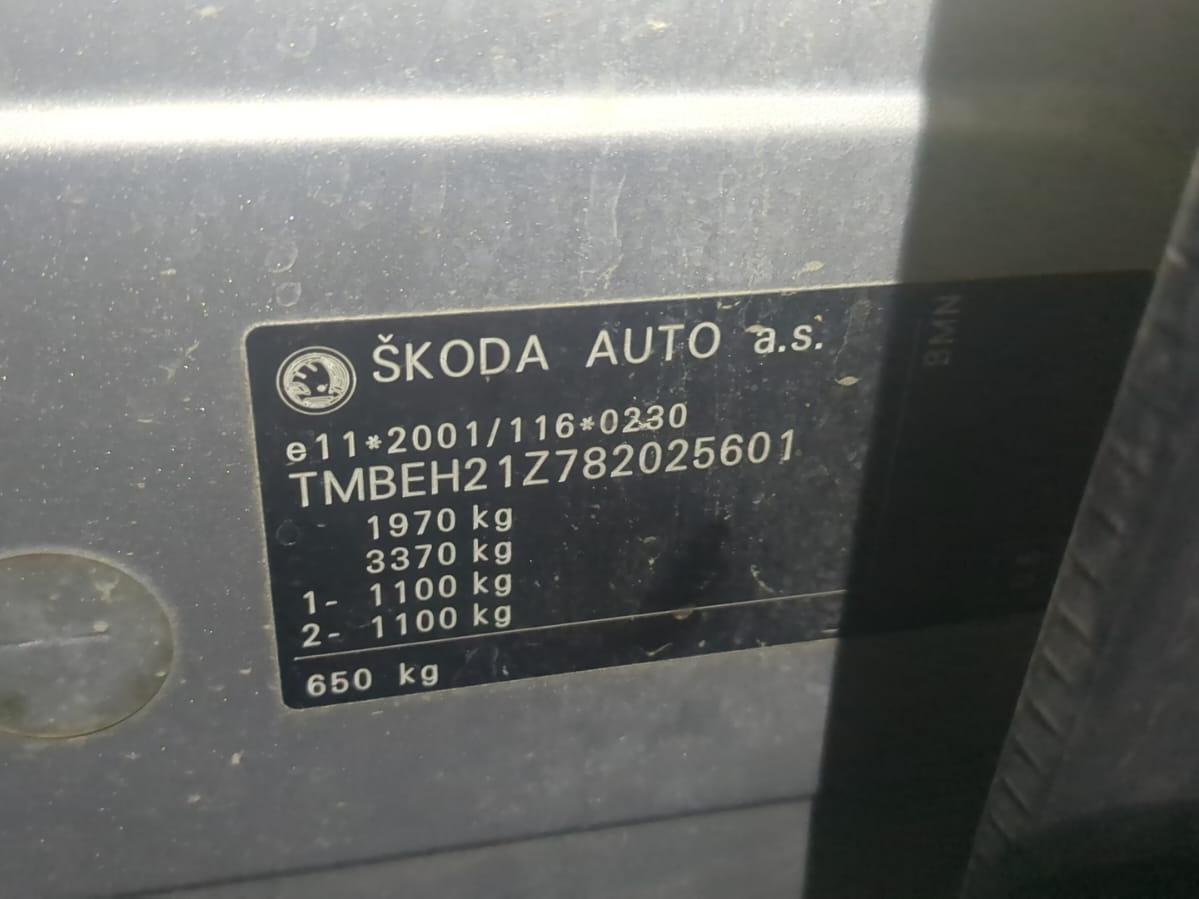 ŠKODA AUTO a.s.
BMN
e11*2001/116*0230
TMBEH21Z782025601
1970 kg
3370 kg
1- 1100 kg
2- 1100 kg
650 kg